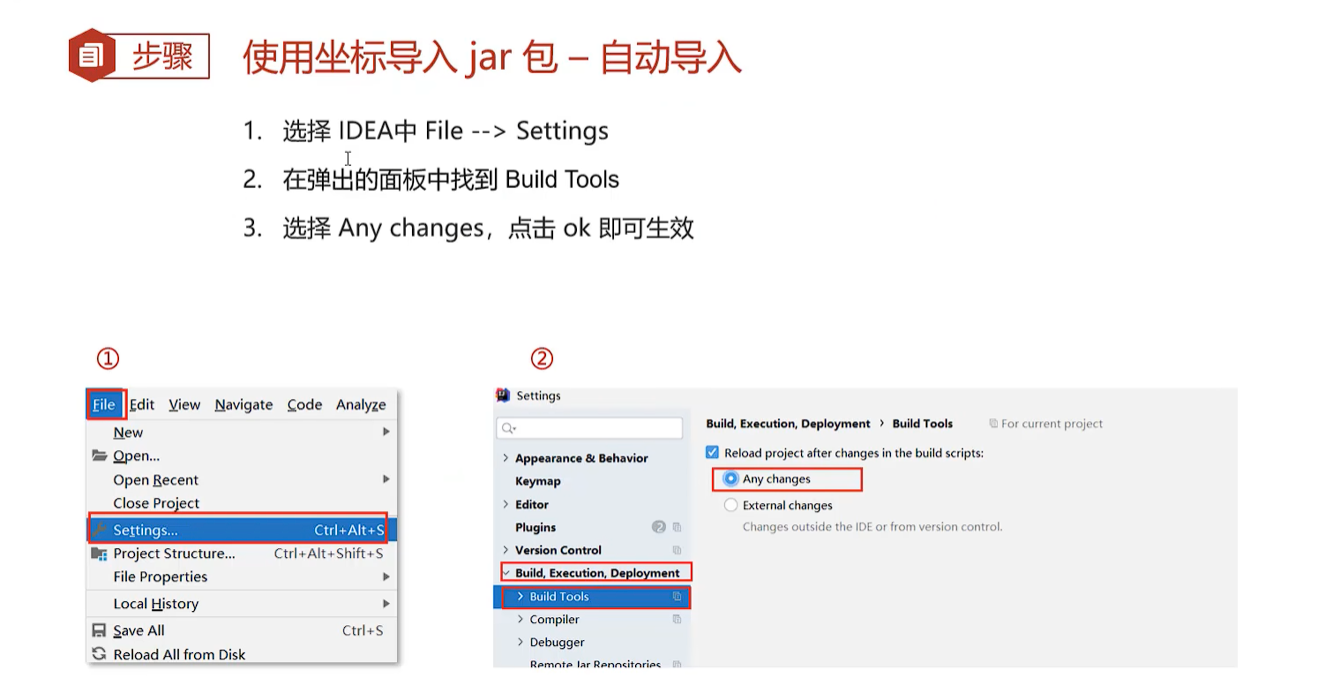 步骤
使用坐标导入 jar 包 – 自动导入
1. 选择 IDEA中 File --> Settings
2. 在弹出的面板中找到 Build Tools
3. 选择 Any changes，点击 ok 即可生效
①
File Edit View Navigate Code Analyze
New
Open...
Open Recent
Close Project
Settings... Ctrl+Alt+S
Project Structure... Ctrl+Alt+Shift+S
File Properties
Local History
Save All Ctrl+S
Reload All from Disk
②
Settings
Appearance & Behavior
Keymap
Editor
Plugins 2
Version Control
Build, Execution, Deployment
Build Tools
Compiler
Debugger
Remote Jar Repositories
Build, Execution, Deployment › Build Tools For current project
Reload project after changes in the build scripts:
Any changes
External changes
Changes outside the IDE or from version control.